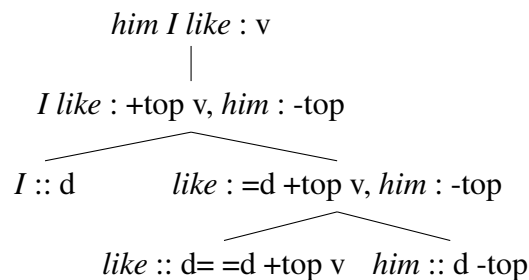 him I like : v
I like : +top v, him : -top
I :: d like : =d +top v, him : -top
like :: d= =d +top v him :: d -top